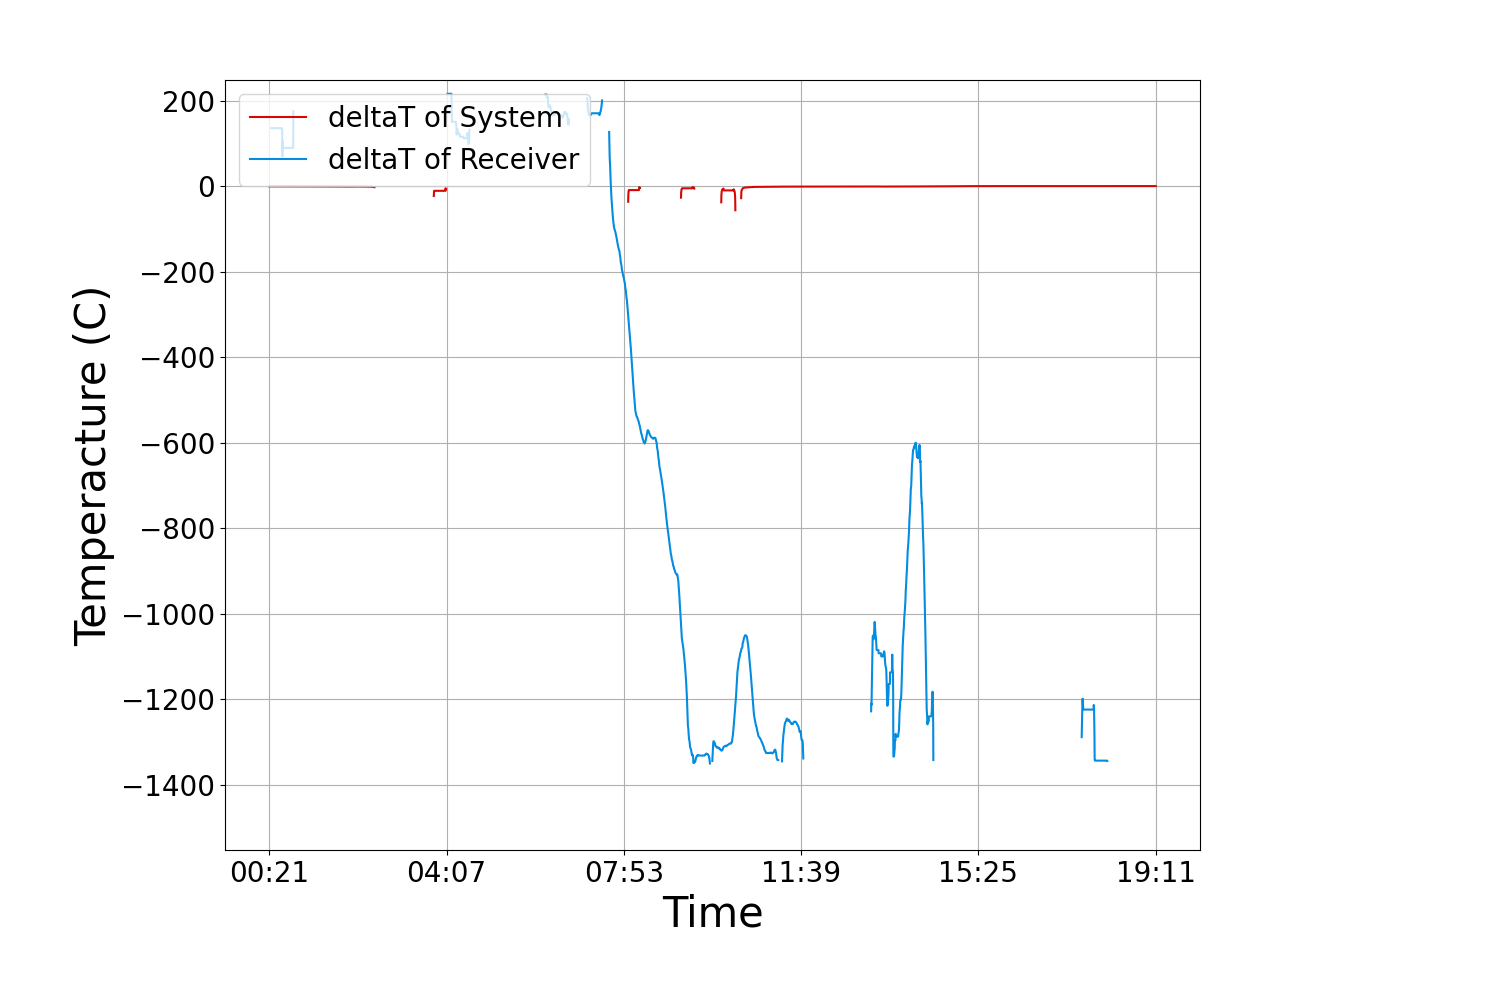 deltaT of System
deltaT of Receiver
200
0
−200
−400
−600
−800
−1000
−1200
−1400
Temperacture (C)
00:21 04:07 07:53 11:39 15:25 19:11
Time